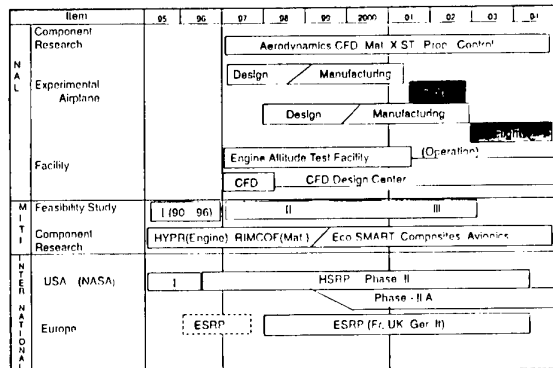 Item 95 96 97 98 99 2000 01 02 03 04
NAL
Component
Research
Aerodynamics CFD Mat X ST Prop Control
Experimental
Airplane
Design Manufacturing
Design Manufacturing
Flight
Facility
Engine Altitude Test Facility (Operation)
CFD CFD Design Center
MITI
Feasibility Study
I (90 96) II III
Component
Research
HYPR(Engine) RIMCOF(Mat.) Eco SMART Composites Avionics
INTERNATIONAL
USA (NASA)
I HSRP Phase II
Phase - II A
Europe
ESRP ESRP (Fr. UK Ger It)